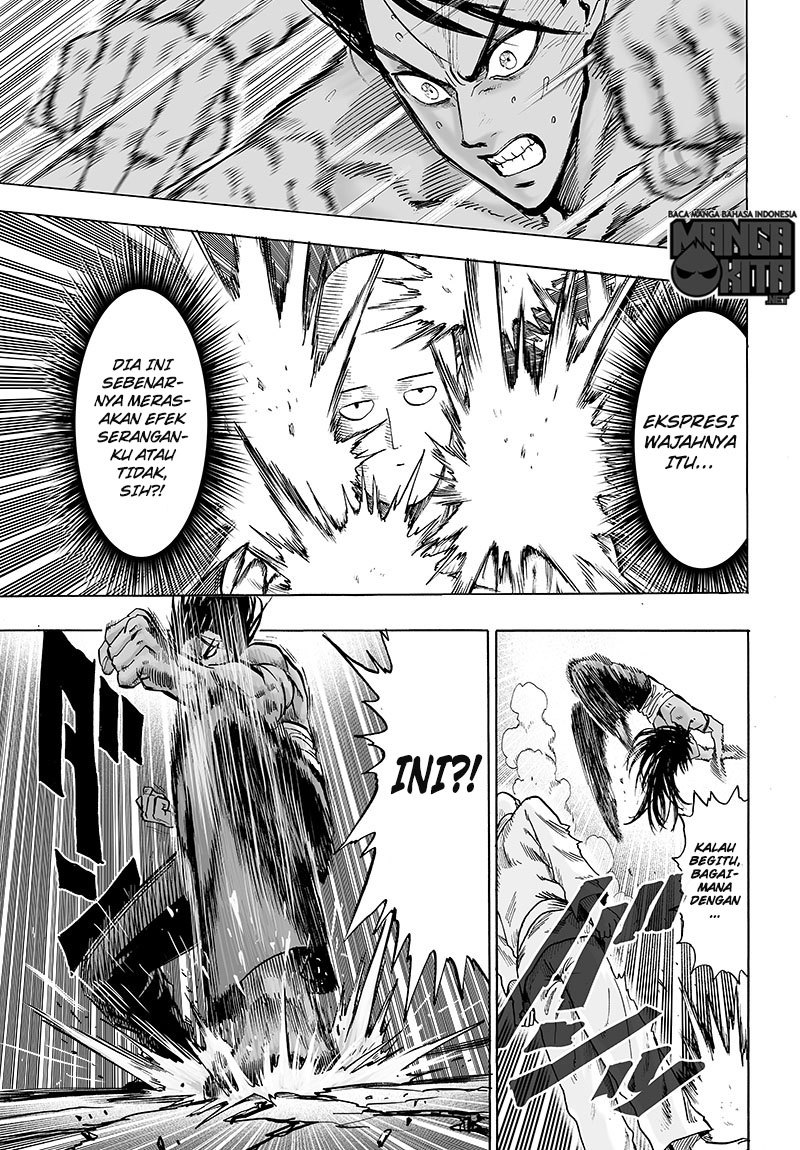 BACA MANGA BAHASA INDONESIA
MANGA
KITA
.NET
EKSPRESI
WAJAHNYA
ITU...
DIA INI
SEBENAR-
NYA MERAS-
AKAN EFEK
SERANGAN-
KU ATAU
TIDAK,
SIH?!
KALAU
BEGITU,
BAGAI-
MANA
DENGAN
...
INI?!